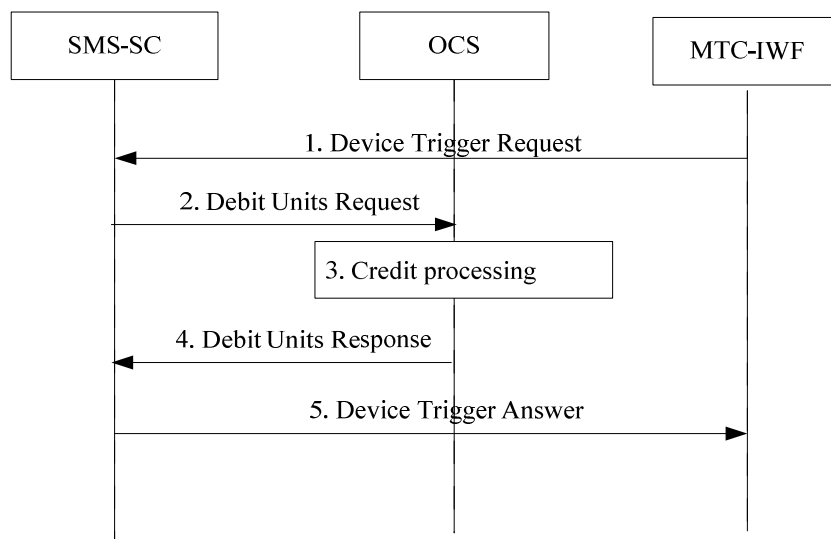 SMS-SC
OCS
MTC-IWF
1. Device Trigger Request
2. Debit Units Request
3. Credit processing
4. Debit Units Response
5. Device Trigger Answer